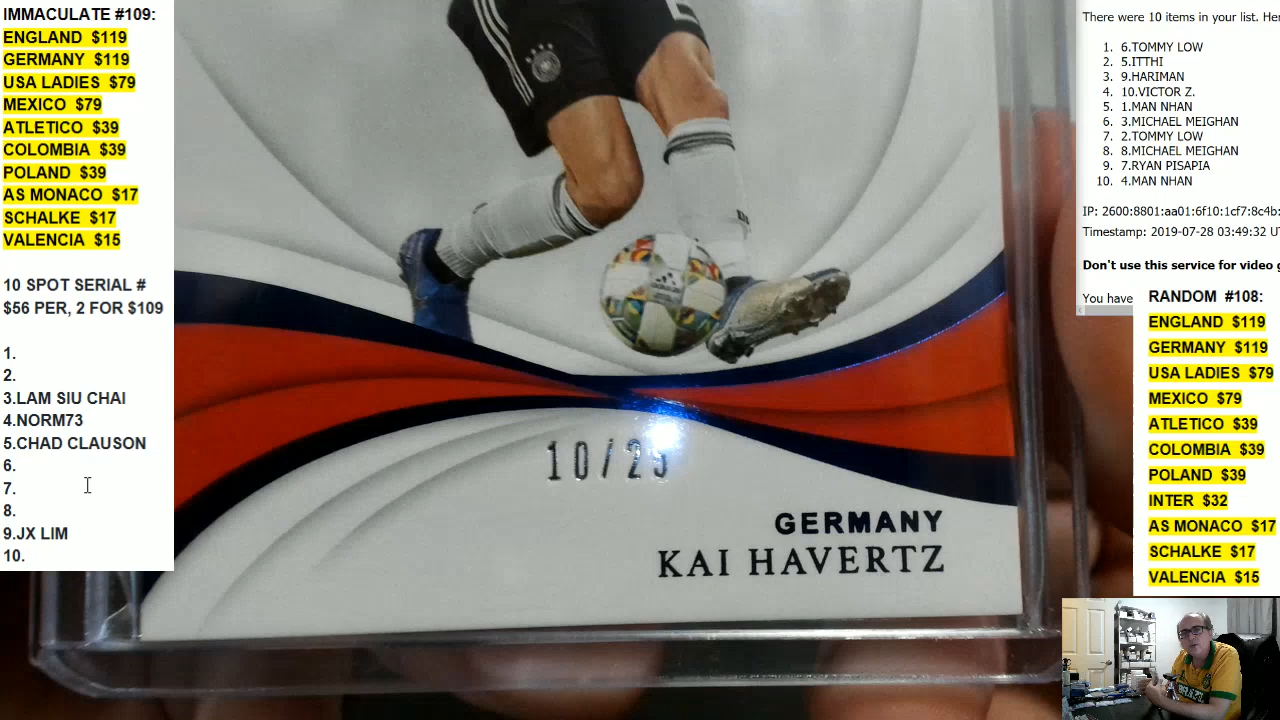 IMMACULATE #109:
ENGLAND $119
GERMANY $119
USA LADIES $79
MEXICO $79
ATLETICO $39
COLOMBIA $39
POLAND $39
AS MONACO $17
SCHALKE $17
VALENCIA $15
10 SPOT SERIAL #
$56 PER, 2 FOR $109
1.
2.
3.LAM SIU CHAI
4.NORM73
5.CHAD CLAUSON
6.
7.
8.
9.JX LIM
10.
10/25
GERMANY
KAI HAVERTZ
There were 10 items in your list. Her
1. 6.TOMMY LOW
2. 5.ITTHI
3. 9.HARIMAN
4. 10.VICTOR Z.
5. 1.MAN NHAN
6. 3.MICHAEL MEIGHAN
7. 2.TOMMY LOW
8. 8.MICHAEL MEIGHAN
9. 7.RYAN PISAPIA
10. 4.MAN NHAN
IP: 2600:8801:aa01:6f10:1cf7:8c4b:
Timestamp: 2019-07-28 03:49:32 U
Don't use this service for video g
You have
RANDOM #108:
ENGLAND $119
GERMANY $119
USA LADIES $79
MEXICO $79
ATLETICO $39
COLOMBIA $39
POLAND $39
INTER $32
AS MONACO $17
SCHALKE $17
VALENCIA $15